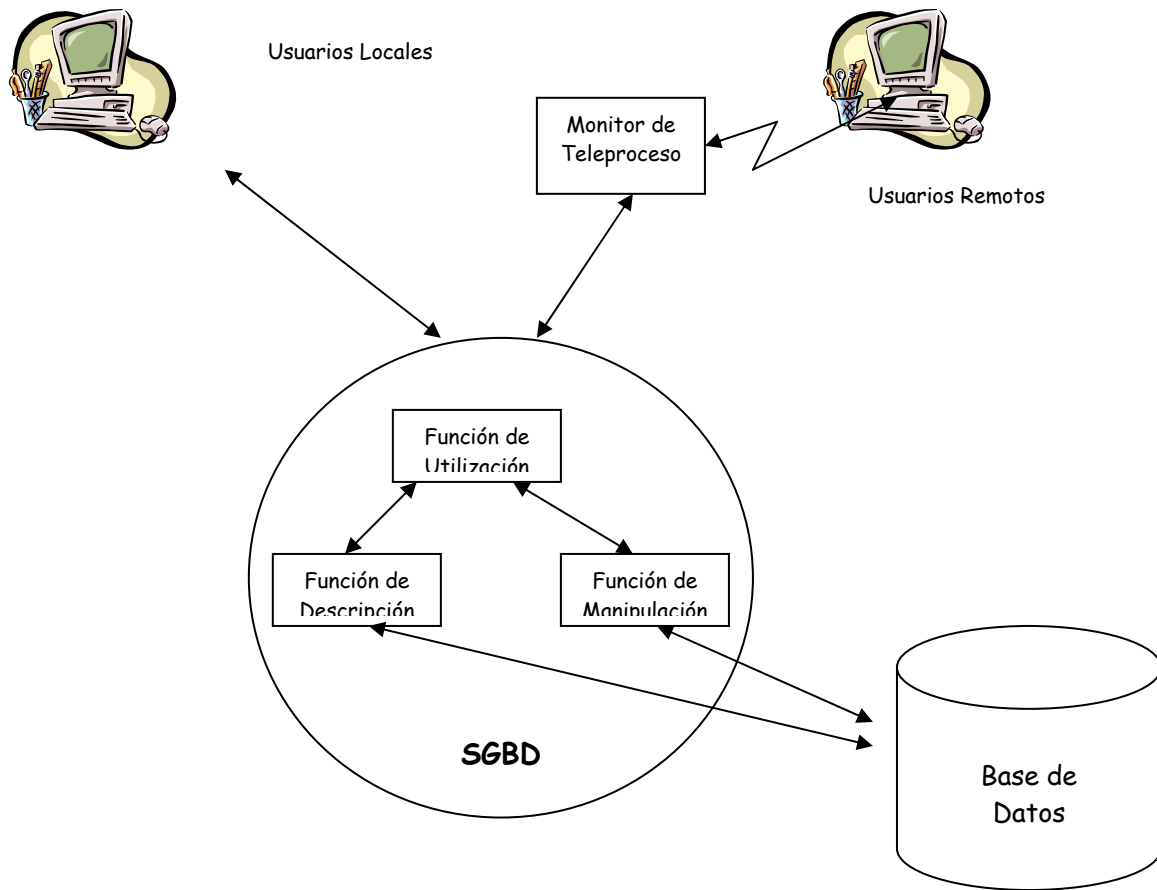 Usuarios Locales
Monitor de
Teleproceso
Usuarios Remotos
Función de
Utilización
Función de
Descripción
Función de
Manipulación
SGBD
Base de
Datos